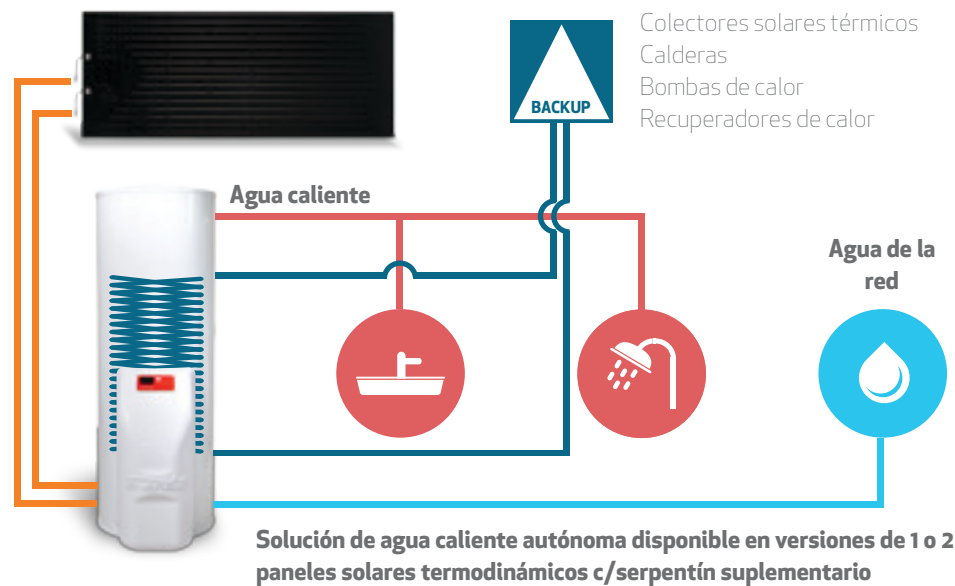 Colectores solares térmicos
Calderas
Bombas de calor
Recuperadores de calor
BACKUP
Agua caliente
Agua de la
red
Solución de agua caliente autónoma disponible en versiones de 1 o 2
paneles solares termodinámicos c/serpentín suplementario